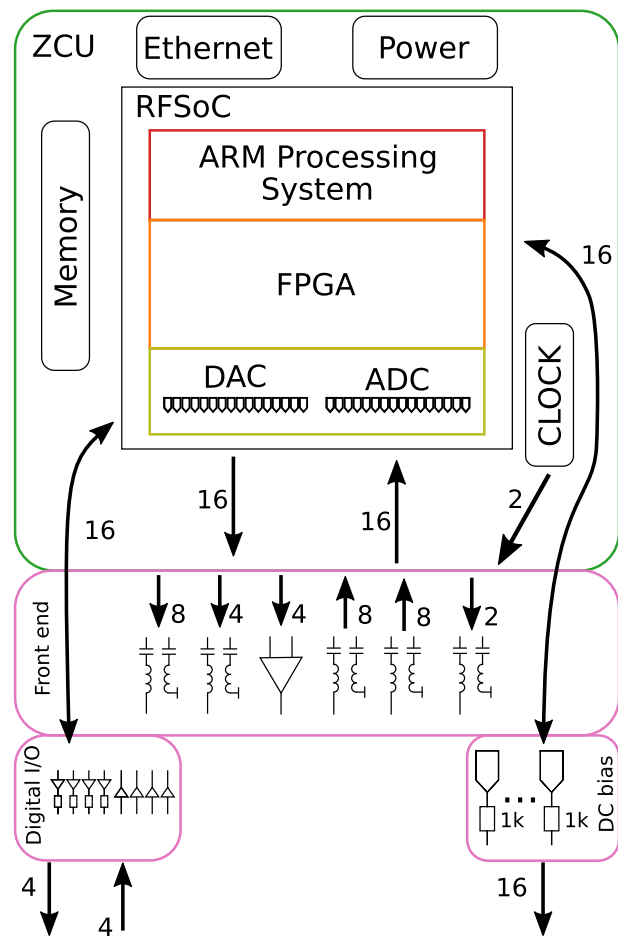 ZCU
Ethernet
Power
RFSoC
ARM Processing
System
Memory
FPGA
16
DAC
ADC
CLOCK
16
16
16
2
Front end
8
4
4
8
8
2
Digital I/O
1k
1k
DC bias
4
4
16